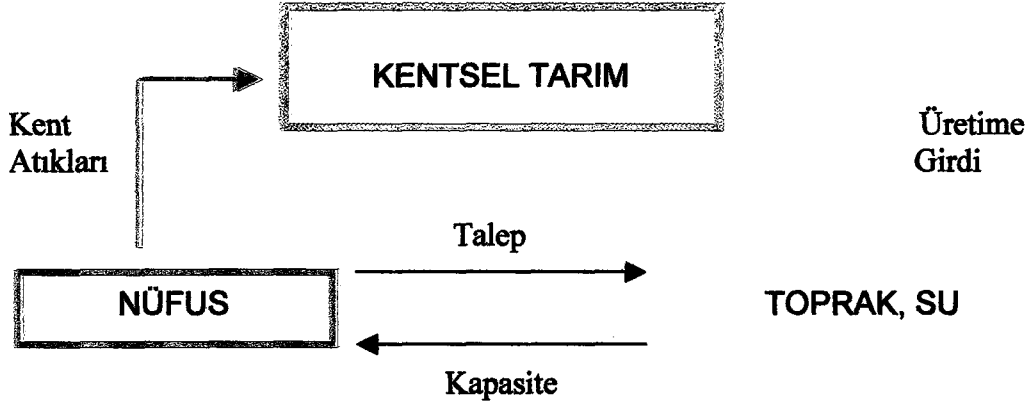 KENTSEL TARIM
Kent
Atıkları
Üretime
Girdi
Talep
NÜFUS
TOPRAK, SU
Kapasite